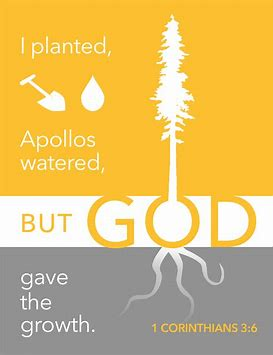 I planted,
Apollos
watered,
BUT GOD
gave
the
growth.
1 CORINTHIANS 3:6